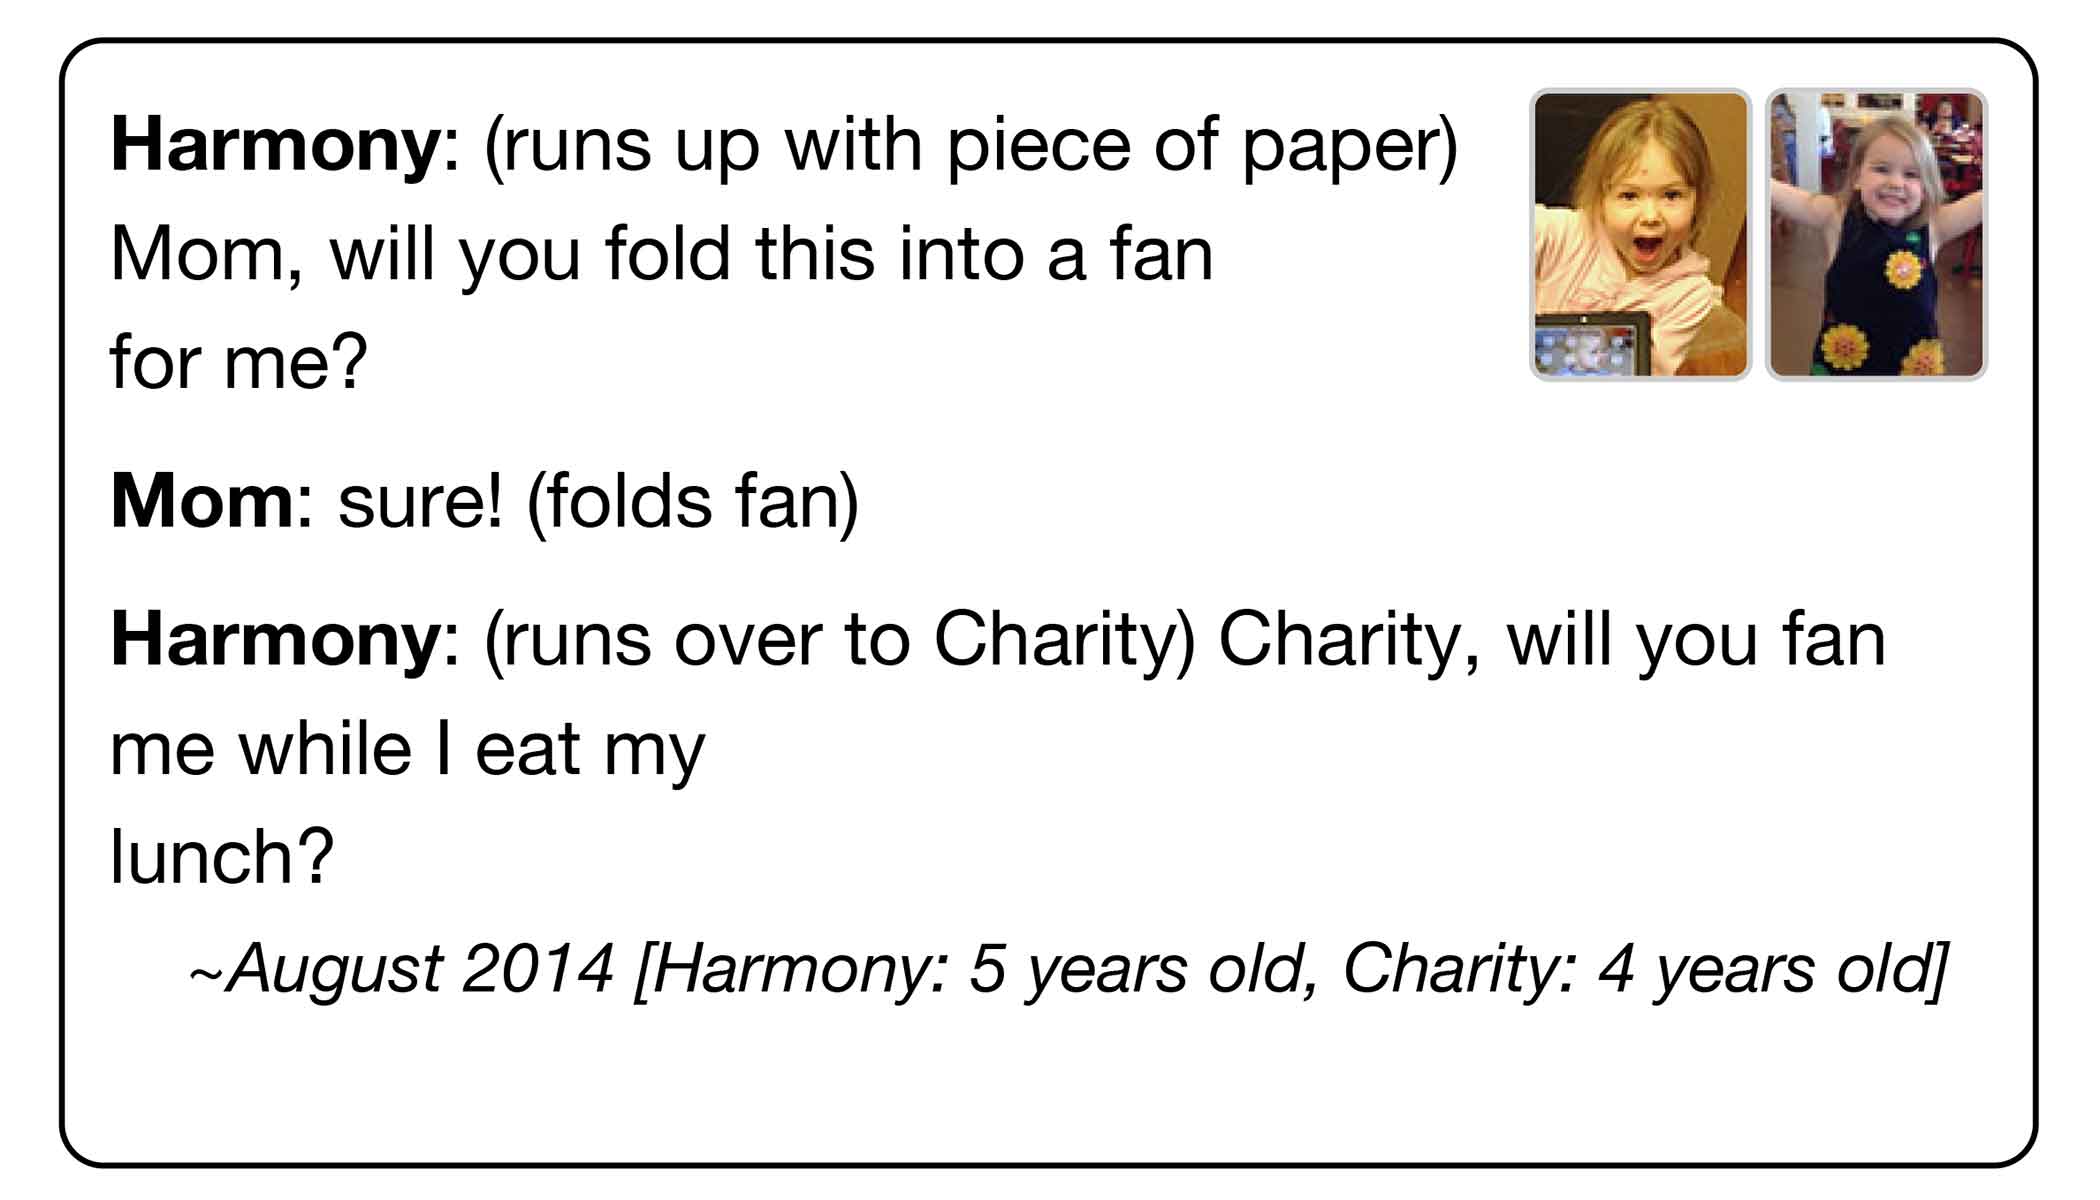 Harmony: (runs up with piece of paper)
Mom, will you fold this into a fan
for me?
Mom: sure! (folds fan)
Harmony: (runs over to Charity) Charity, will you fan
me while I eat my
lunch?
~August 2014 [Harmony: 5 years old, Charity: 4 years old]